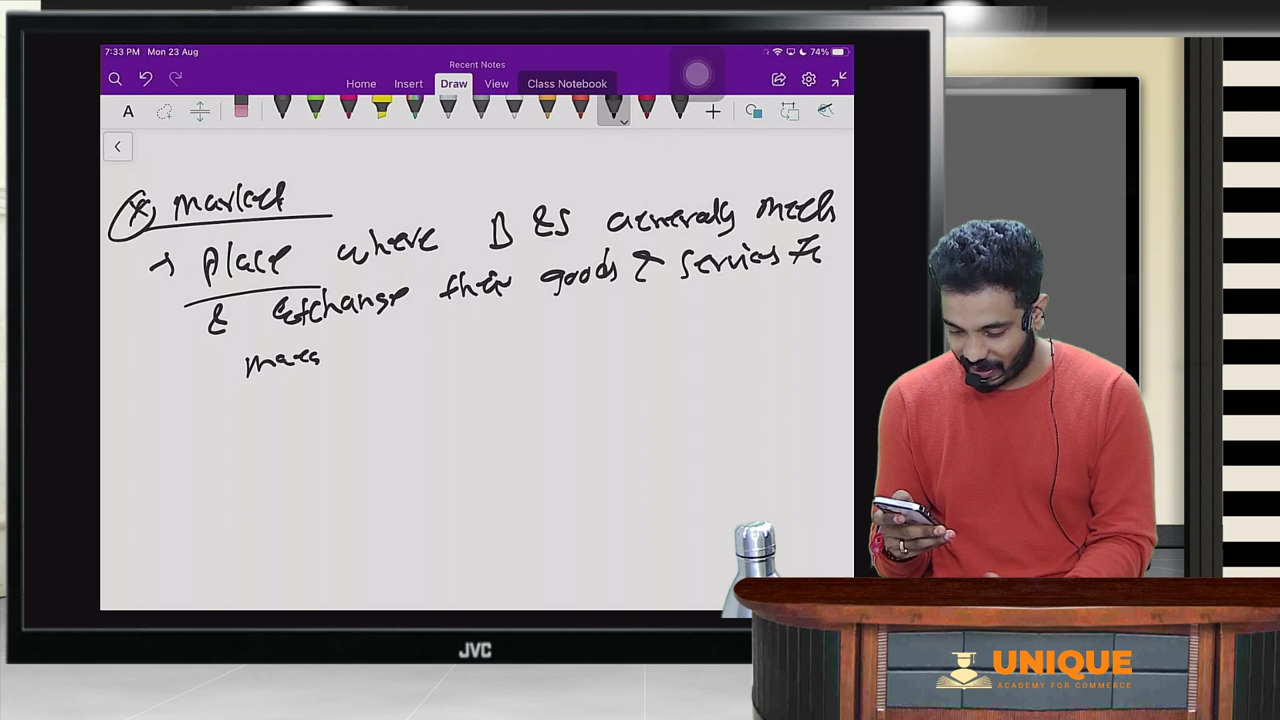 7:33 PM Mon 23 Aug
74%
Recent Notes
Home Insert Draw View Class Notebook
A
(x) market
→ place where B & S generally meet
& exchange their goods & services
JVC
UNIQUE
ACADEMY FOR COMMERCE